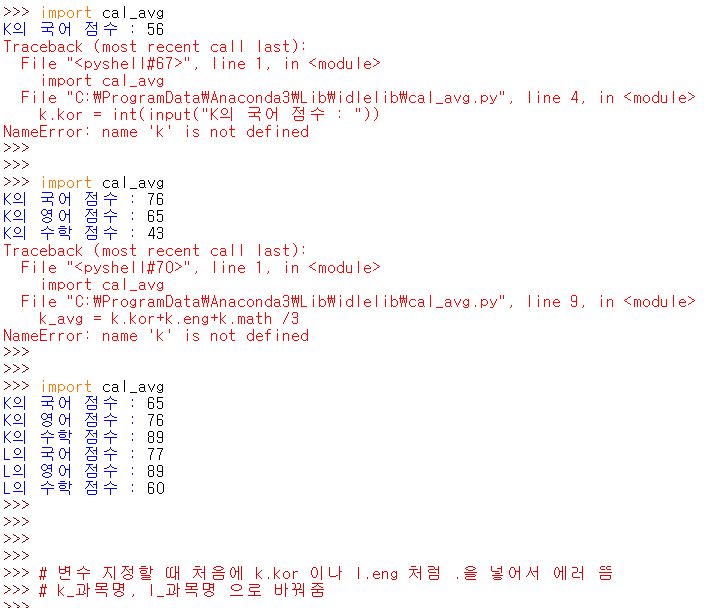 >>> import cal_avg
K의 국어 점수 : 56
Traceback (most recent call last):
  File "<pyshell#67>", line 1, in <module>
    import cal_avg
  File "C:₩ProgramData₩Anaconda3₩Lib₩idlelib₩cal_avg.py", line 4, in <module>
    k.kor = int(input("K의 국어 점수 : "))
NameError: name 'k' is not defined
>>>
>>>
>>> import cal_avg
K의 국어 점수 : 76
K의 영어 점수 : 65
K의 수학 점수 : 43
Traceback (most recent call last):
  File "<pyshell#70>", line 1, in <module>
    import cal_avg
  File "C:₩ProgramData₩Anaconda3₩Lib₩idlelib₩cal_avg.py", line 9, in <module>
    k_avg = k.kor+k.eng+k.math /3
NameError: name 'k' is not defined
>>>
>>>
>>> import cal_avg
K의 국어 점수 : 65
K의 영어 점수 : 76
K의 수학 점수 : 89
L의 국어 점수 : 77
L의 영어 점수 : 89
L의 수학 점수 : 60
>>>
>>>
>>>
>>>
>>> # 변수 지정할 때 처음에 k.kor 이나 l.eng 처럼 .을 넣어서 에러 뜸
>>> # k_과목명, l_과목명 으로 바꿔줌
>>>